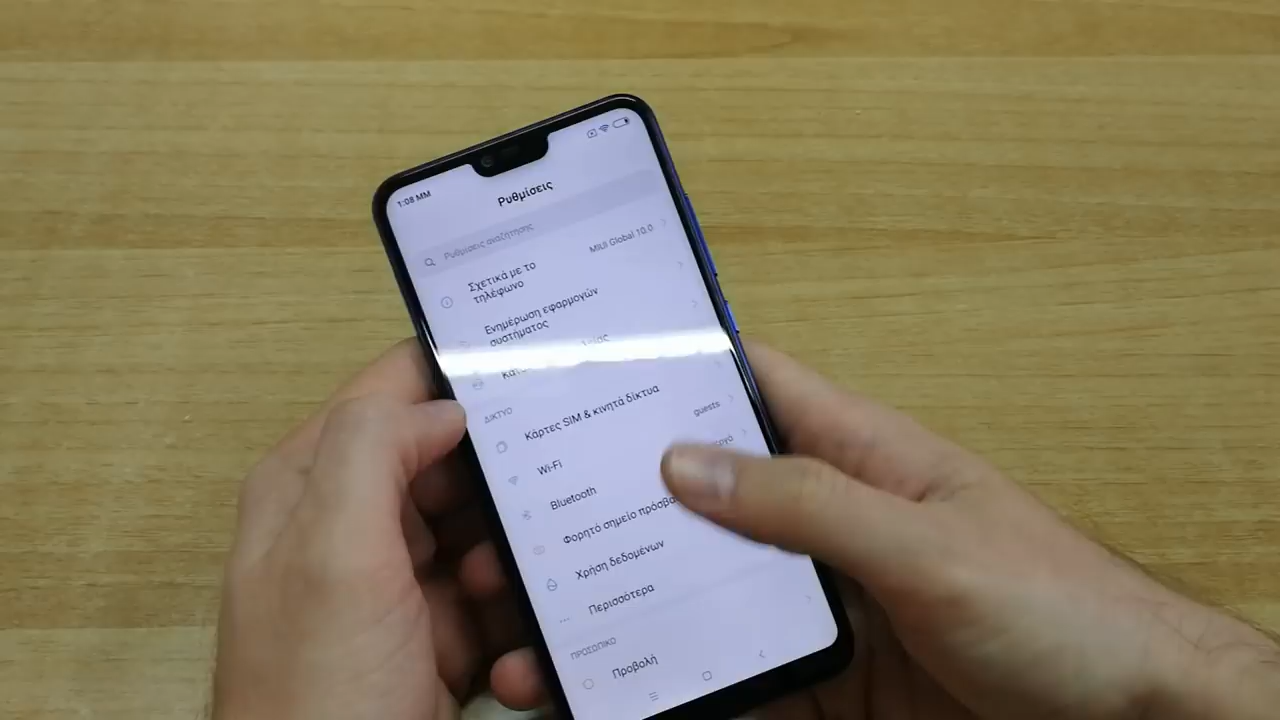 1:08 ΜΜ
Ρυθμίσεις
Ρυθμίσεις αναζήτησης
Σχετικά με το
τηλέφωνο
MIUI Global 10.0
Ενημέρωση εφαρμογών
συστήματος
ΔΙΚΤΥΟ
Κάρτες SIM & κινητά δίκτυα
Wi-Fi
guests
Bluetooth
Φορητό σημείο
Χρήση δεδομένων
Περισσότερα
ΠΡΟΣΩΠΙΚΟ
Προβολή